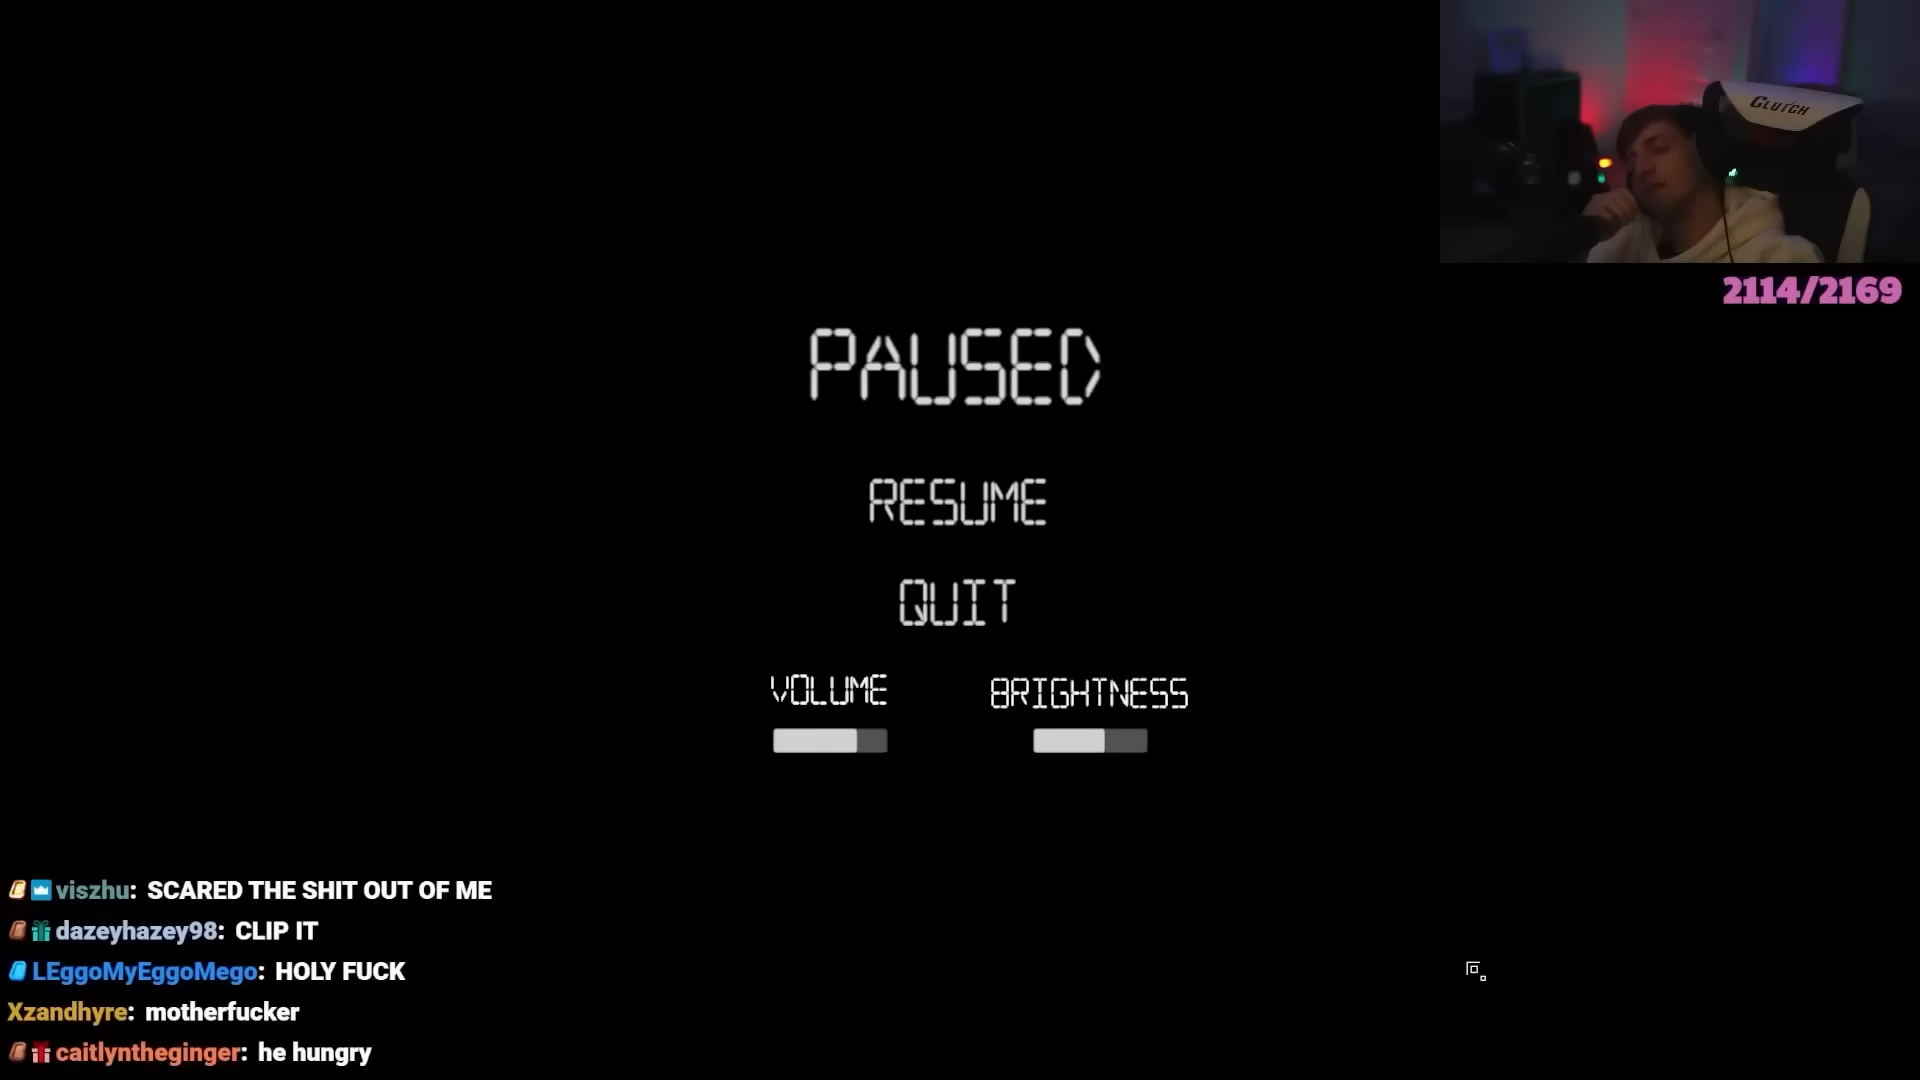 CLUTCH
2114/2169
PAUSED
RESUME
QUIT
VOLUME
BRIGHTNESS
viszhu: SCARED THE SHIT OUT OF ME
dazeyhazey98: CLIP IT
LEggoMyEggoMego: HOLY FUCK
Xzandhyre: motherfucker
caitlyntheginger: he hungry